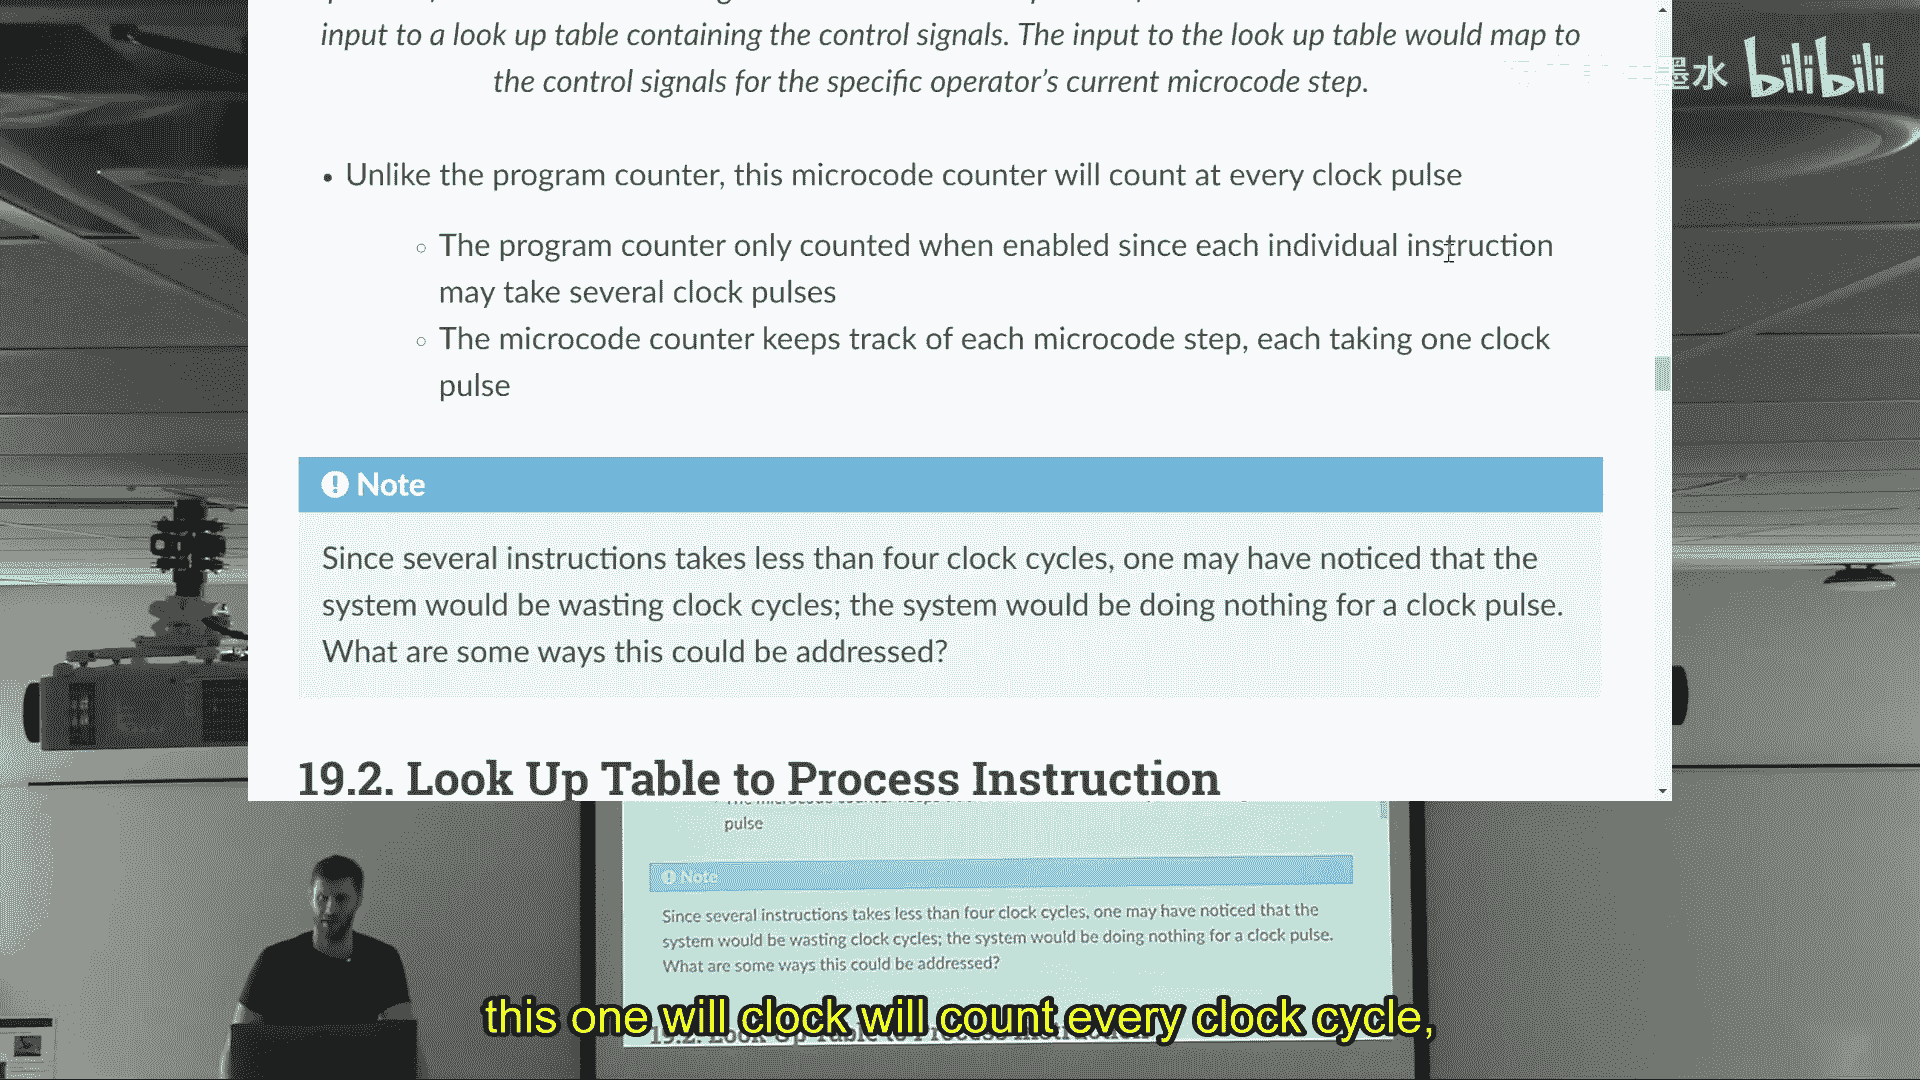 input to a look up table containing the control signals. The input to the look up table would map to
the control signals for the specific operator's current microcode step.
墨水 bilibili
• Unlike the program counter, this microcode counter will count at every clock pulse
○ The program counter only counted when enabled since each individual instruction
may take several clock pulses
○ The microcode counter keeps track of each microcode step, each taking one clock
pulse
Note
Since several instructions takes less than four clock cycles, one may have noticed that the
system would be wasting clock cycles; the system would be doing nothing for a clock pulse.
What are some ways this could be addressed?
19.2. Look Up Table to Process Instruction
pulse
Note
Since several instructions takes less than four clock cycles, one may have noticed that the
system would be wasting clock cycles; the system would be doing nothing for a clock pulse.
What are some ways this could be addressed?
this one will clock will count every clock cycle,
19.2. Look Up Table to Process Instruction